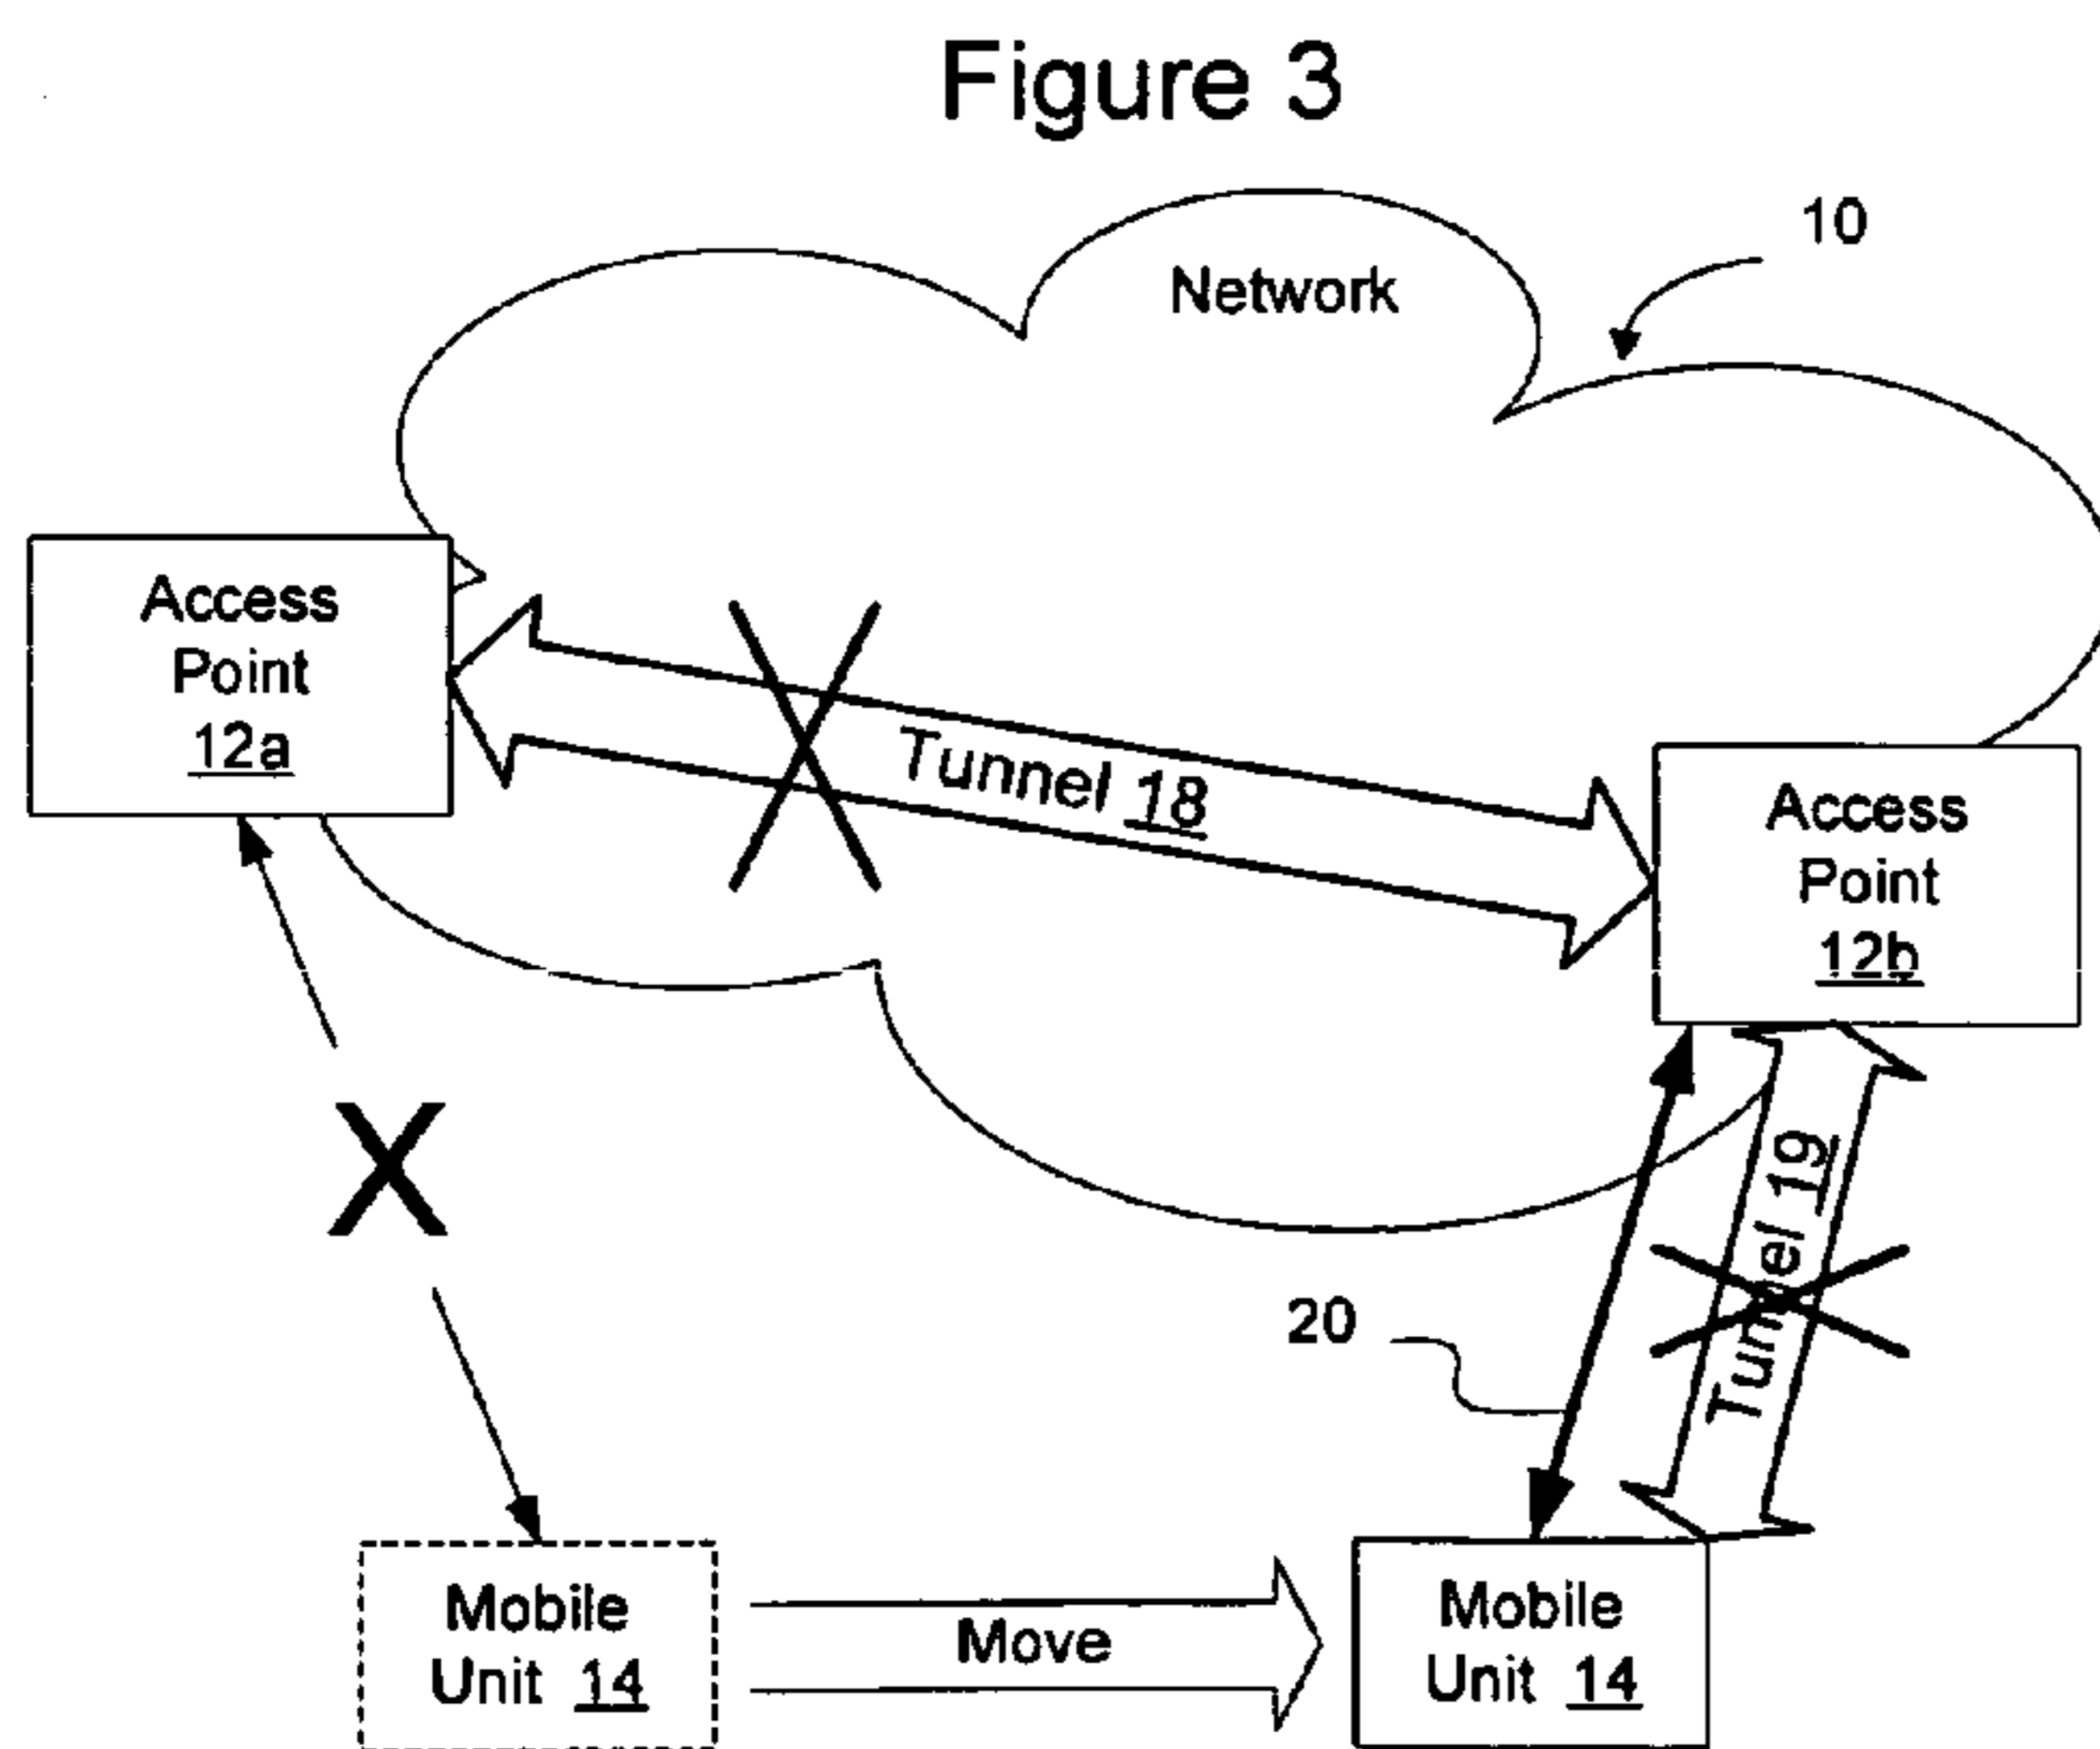 Figure 3
10
Network
Access
Point
12a
Tunnel 18
Access
Point
12b
Tunnel 19
20
Mobile
Unit 14
Move
Mobile
Unit 14